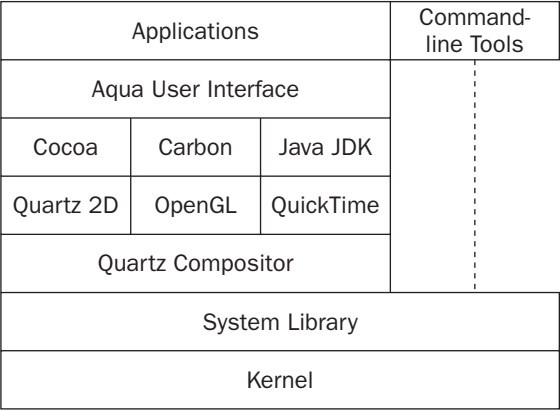 Applications
Command-
line Tools
Aqua User Interface
Cocoa
Carbon
Java JDK
Quartz 2D
OpenGL
QuickTime
Quartz Compositor
System Library
Kernel